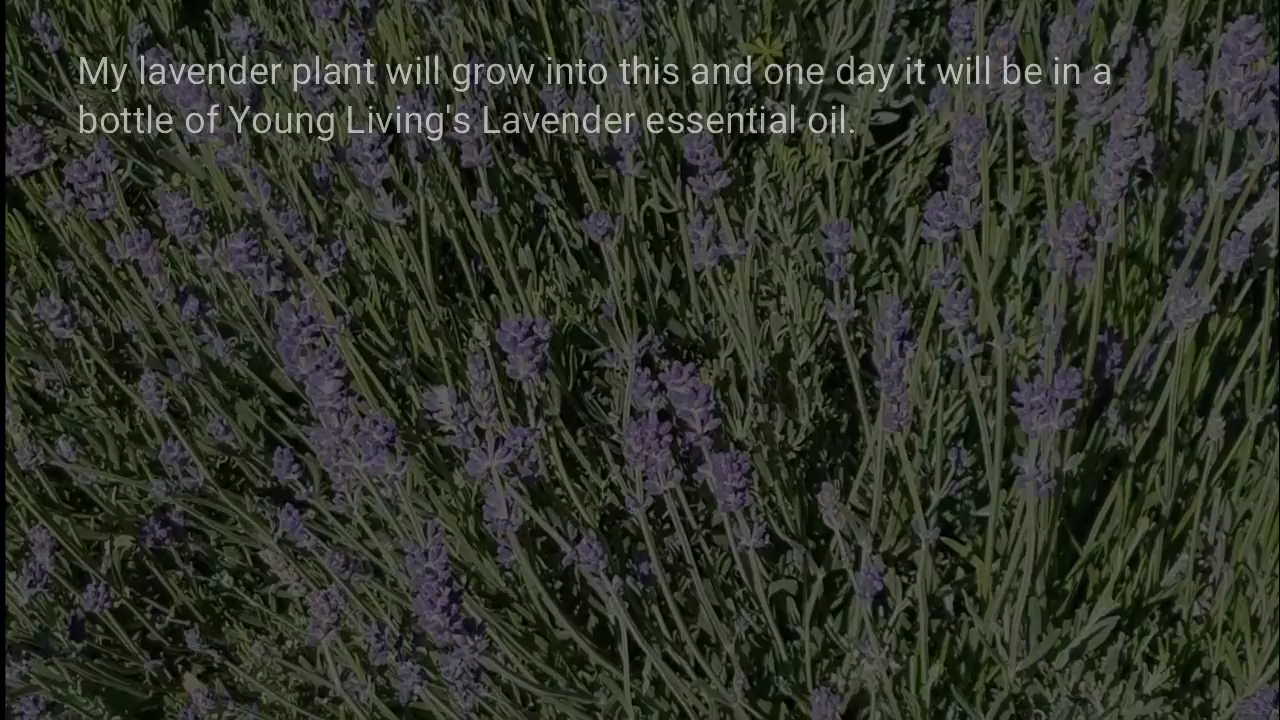 My lavender plant will grow into this and one day it will be in a
bottle of Young Living's Lavender essential oil.